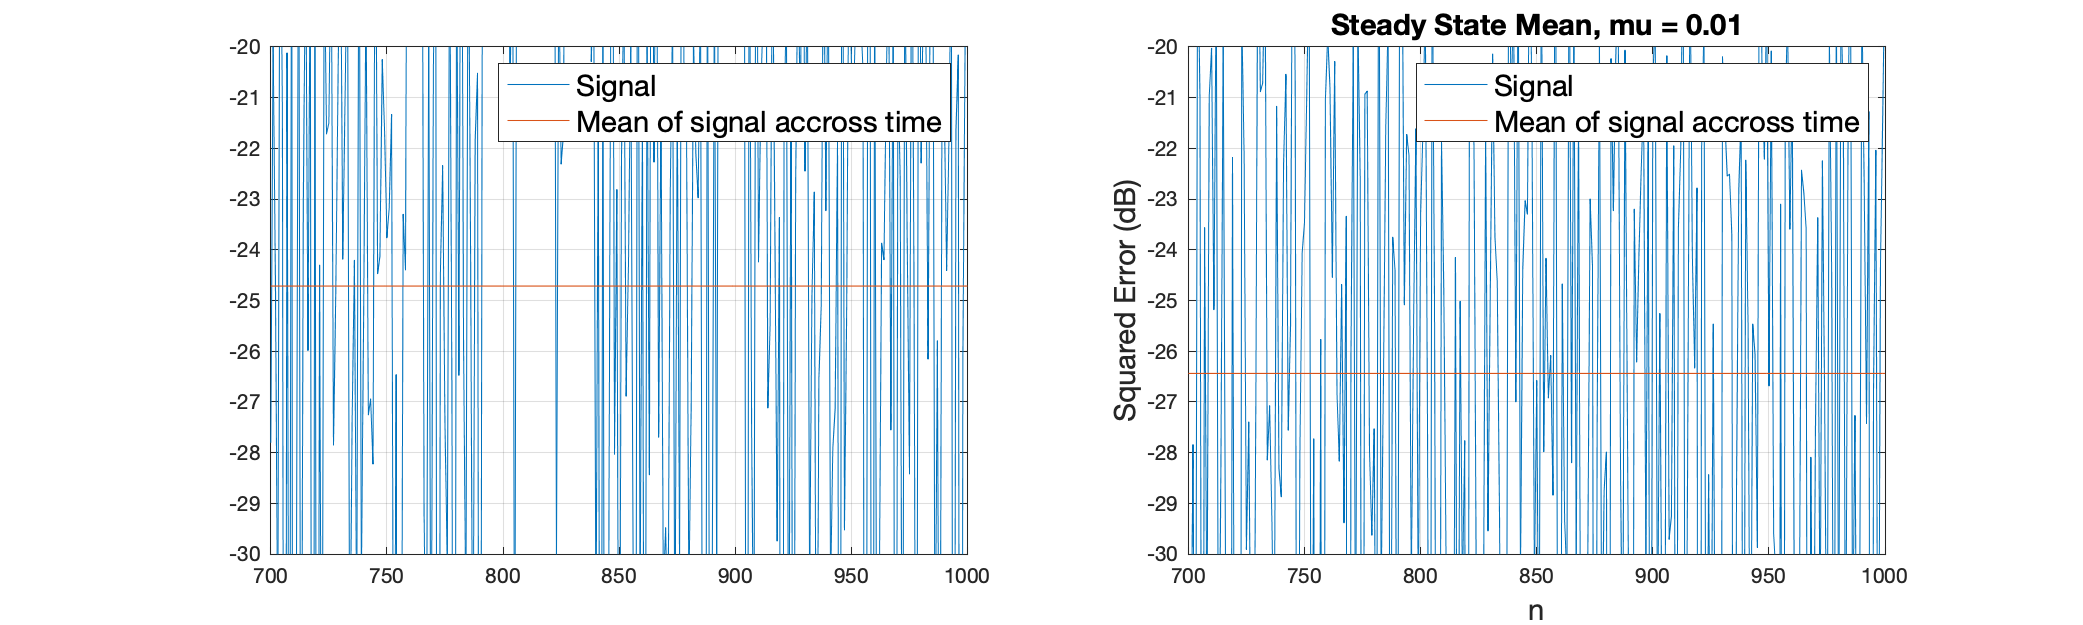 -20
-21
-22
-23
-24
-25
-26
-27
-28
-29
-30
700 750 800 850 900 950 1000
Signal
Mean of signal accross time
Steady State Mean, mu = 0.01
Squared Error (dB)
-20
-21
-22
-23
-24
-25
-26
-27
-28
-29
-30
700 750 800 850 900 950 1000
n
Signal
Mean of signal accross time